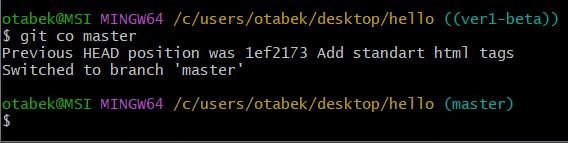 otabek@MSI MINGW64 /c/users/otabek/desktop/hello ((ver1-beta))
$ git co master
Previous HEAD position was 1ef2173 Add standart html tags
Switched to branch 'master'
otabek@MSI MINGW64 /c/users/otabek/desktop/hello (master)
$